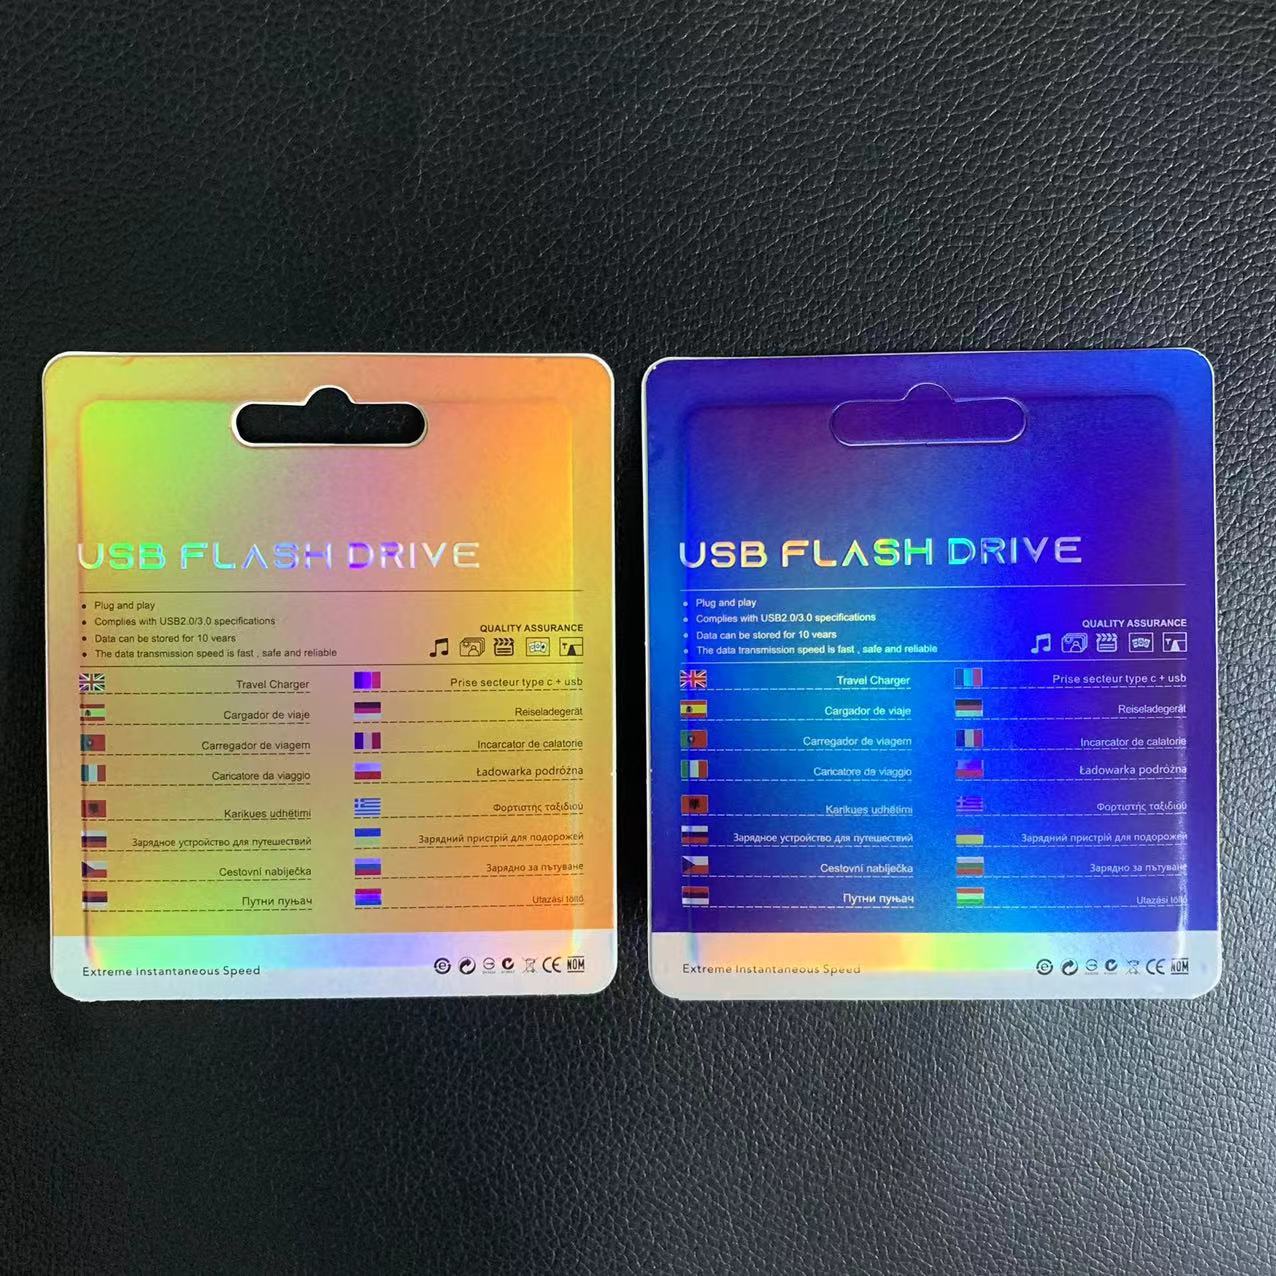 USB FLASH DRIVE
Plug and play
Complies with USB2.0/3.0 specifications
Data can be stored for 10 vears
The data transmission speed is fast , safe and reliable
QUALITY ASSURANCE
Travel Charger
Cargador de viaje
Carregador de viagem
Caricatore da viaggio
Karikues udhëtimi
Зарядное устройство для путешествий
Cestovní nabíječka
Путни пуњач
Prise secteur type c + usb
Reiseladegerät
Incarcator de calatorie
Ładowarka podróżna
Φορτιστής ταξιδιού
Зарядний пристрій для подорожей
Зарядно за пътуване
Utazási töltő
Extreme Instantaneous Speed
CE
NOM
USB FLASH DRIVE
Plug and play
Complies with USB2.0/3.0 specifications
Data can be stored for 10 vears
The data transmission speed is fast , safe and reliable
QUALITY ASSURANCE
Travel Charger
Cargador de viaje
Carregador de viagem
Caricatore da viaggio
Karikues udhëtimi
Зарядное устройство для путешествий
Cestovní nabíječka
Путни пуњач
Prise secteur type c + usb
Reiseladegerät
Incarcator de calatorie
Ładowarka podróżna
Φορτιστής ταξιδιού
Зарядний пристрій для подорожей
Зарядно за пътуване
Utazási töltő
Extreme Instantaneous Speed
CE
NOM